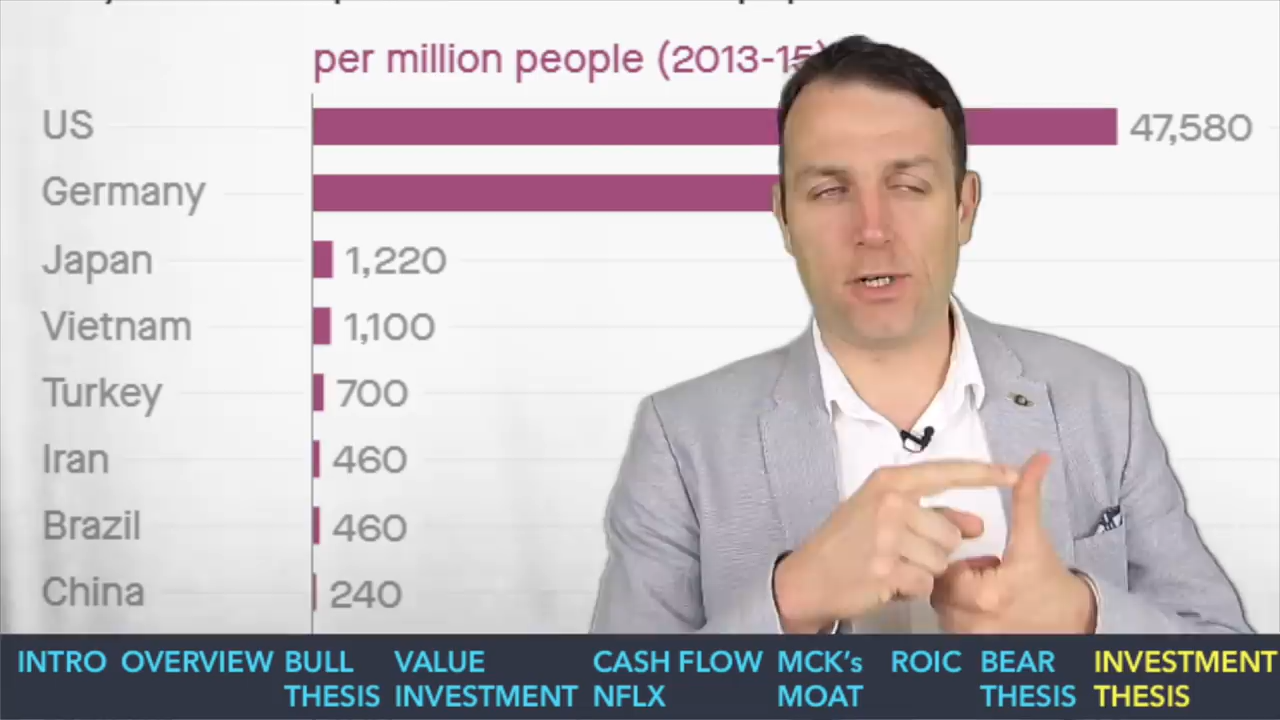 per million people (2013-15)
US 47,580
Germany
Japan 1,220
Vietnam 1,100
Turkey 700
Iran 460
Brazil 460
China 240
INTRO OVERVIEW BULL VALUE CASH FLOW MCK's ROIC BEAR INVESTMENT
THESIS INVESTMENT NFLX MOAT THESIS THESIS